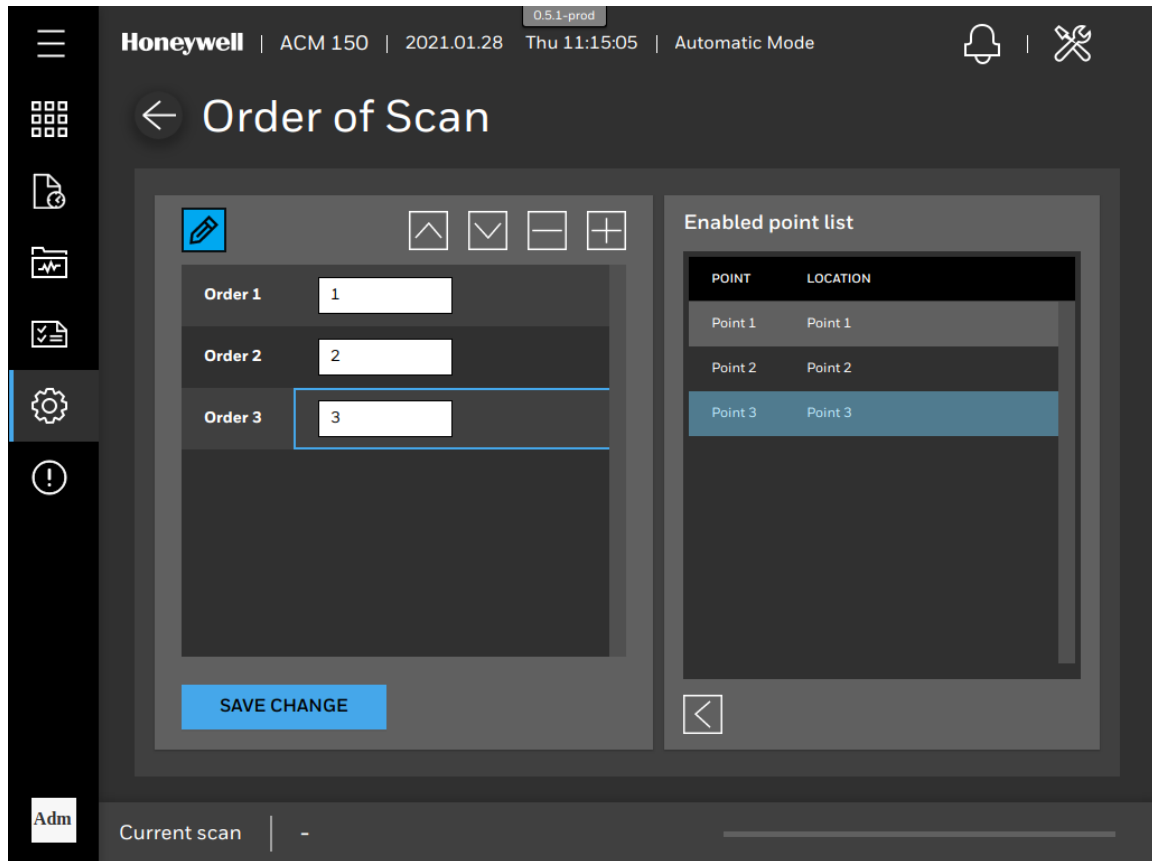 0.5.1-prod
Honeywell | ACM 150 | 2021.01.28 Thu 11:15:05 | Automatic Mode
Order of Scan
Order 1 1
Order 2 2
Order 3 3
SAVE CHANGE
Enabled point list
POINT LOCATION
Point 1 Point 1
Point 2 Point 2
Point 3 Point 3
Adm
Current scan | -